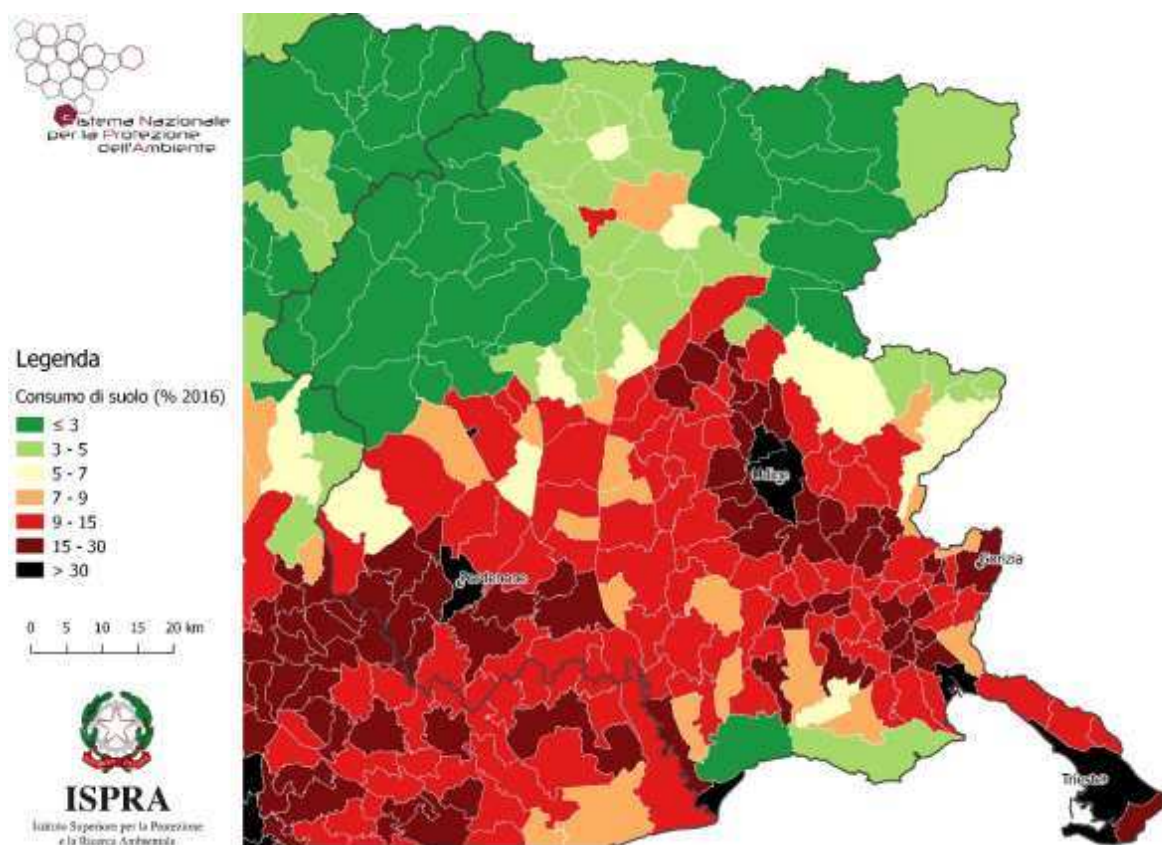 Sistema Nazionale
per la Protezione
dell'Ambiente
Legenda
Consumo di suolo (% 2016)
≤ 3
3 - 5
5 - 7
7 - 9
9 - 15
15 - 30
> 30
0 5 10 15 20 km
ISPRA
Istituto Superiore per la Protezione
e la Ricerca Ambientale
Udine
Pordenone
Gorizia
Trieste